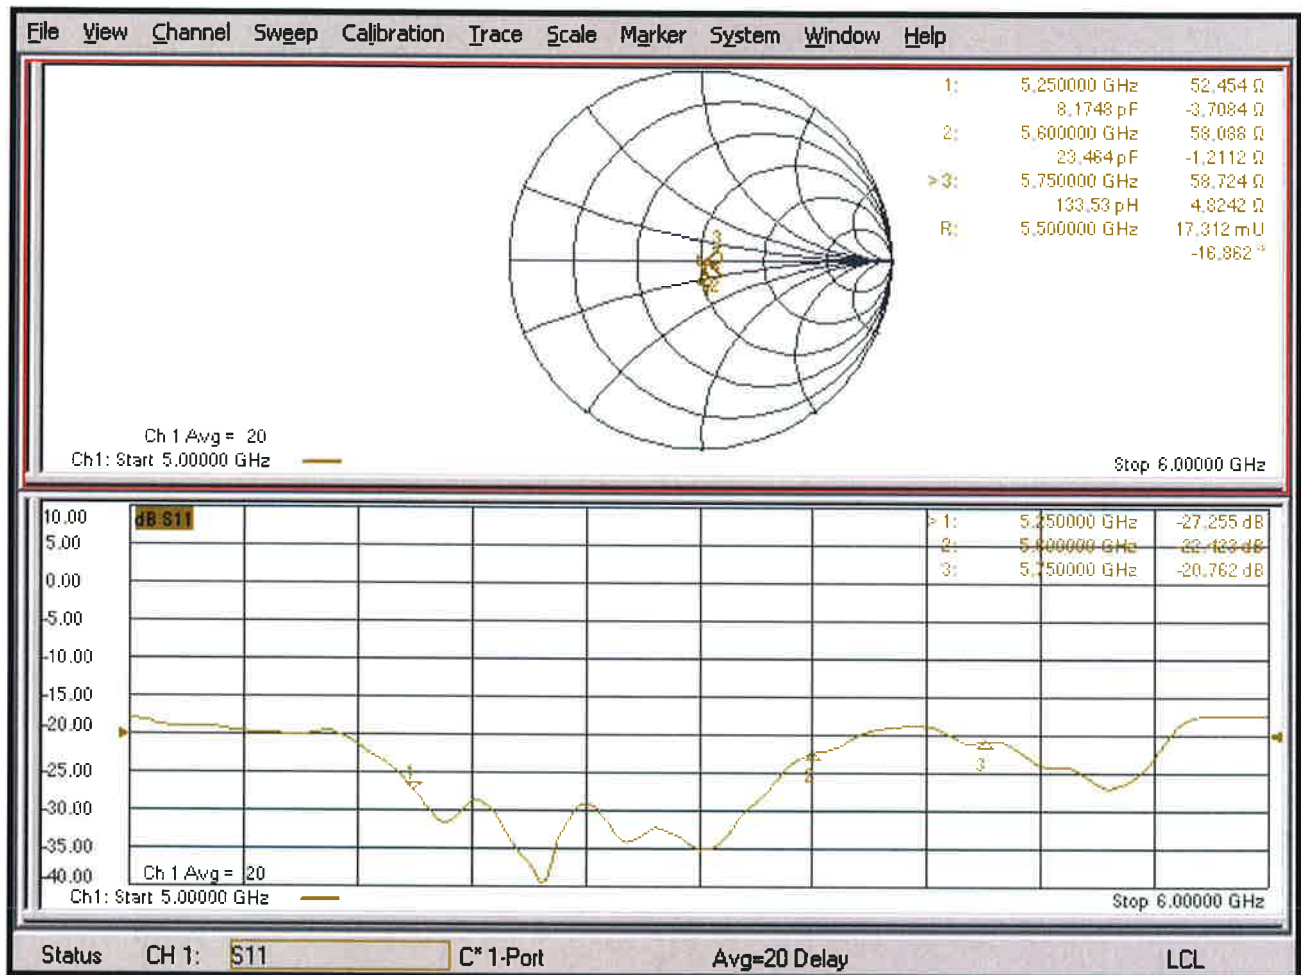 File View Channel Sweep Calibration Trace Scale Marker System Window Help
1: 5,250000 GHz 52,454 Ω
8,1748 pF -3,7084 Ω
2: 5,600000 GHz 58,088 Ω
23,464 pF -1,2112 Ω
>3: 5,750000 GHz 58,724 Ω
133,53 pH 4,8242 Ω
R: 5,500000 GHz 17,312 mU
-16,862 °
3
2
Ch 1 Avg = 20
Ch1: Start 5.00000 GHz Stop 6.00000 GHz
10.00 dB S11 >1: 5,250000 GHz -27,255 dB
5.00 2: 5,600000 GHz -22,423 dB
3: 5,750000 GHz -20,762 dB
0.00
-5.00
-10.00
-15.00
-20.00
-25.00 1 2 3
-30.00
-35.00
-40.00 Ch 1 Avg = 20
Ch1: Start 5.00000 GHz Stop 6.00000 GHz
Status CH 1: S11 C* 1-Port Avg=20 Delay LCL